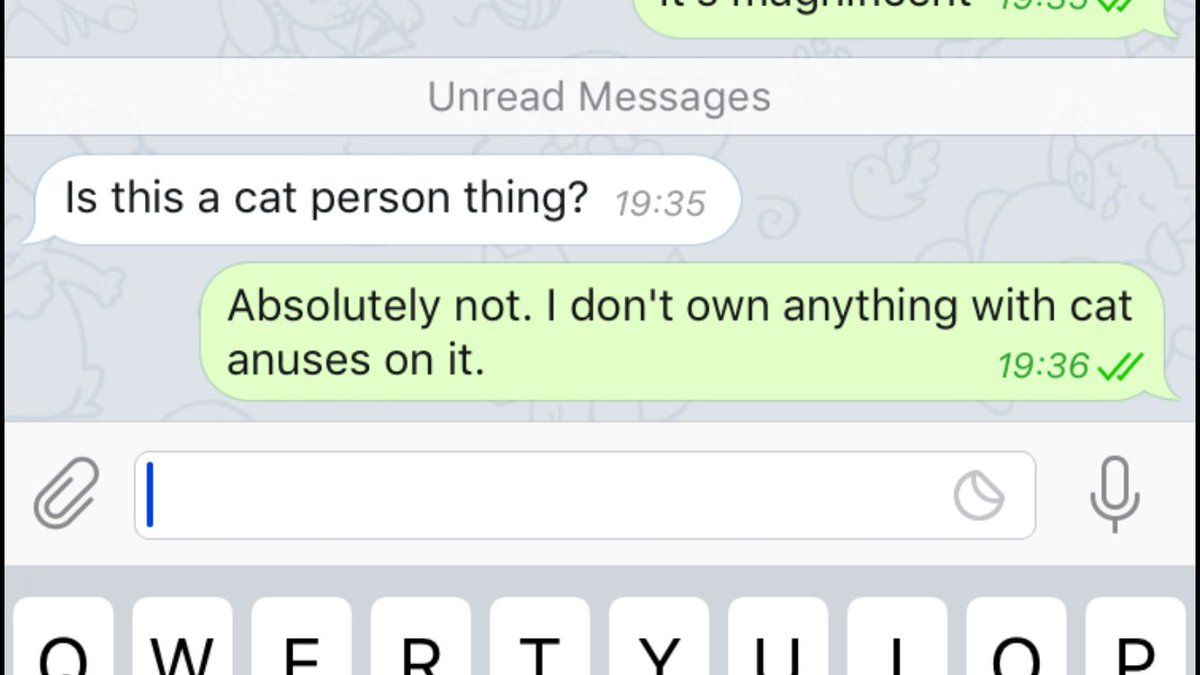 It's magnificent 19:35
Unread Messages
Is this a cat person thing? 19:35
Absolutely not. I don't own anything with cat
anuses on it. 19:36
Q W E R T Y U I O P